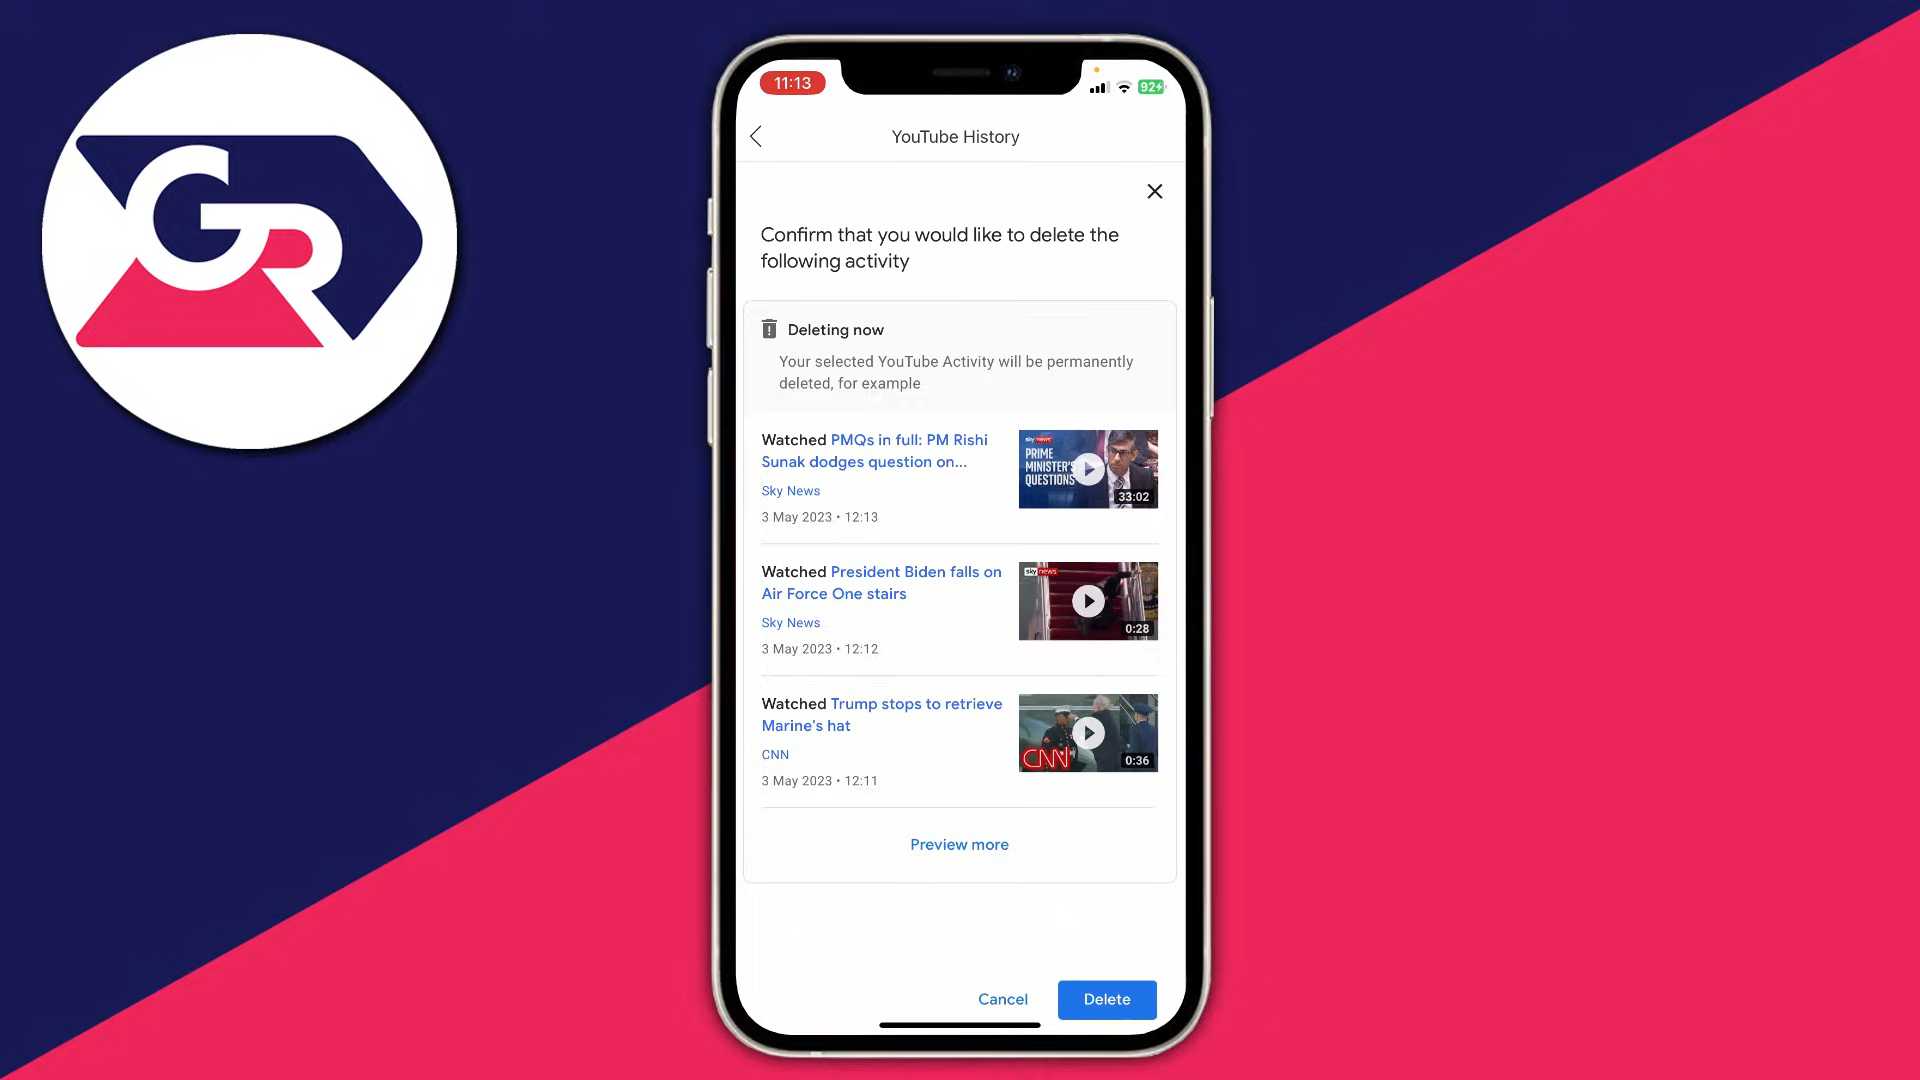 GR
11:13
92
YouTube History
Confirm that you would like to delete the
following activity
Deleting now
Your selected YouTube Activity will be permanently
deleted, for example
Watched PMQs in full: PM Rishi
Sunak dodges question on...
Sky News
3 May 2023 • 12:13
sky news
PRIME
MINISTER'S
QUESTIONS
33:02
Watched President Biden falls on
Air Force One stairs
Sky News
3 May 2023 • 12:12
sky news
0:28
Watched Trump stops to retrieve
Marine's hat
CNN
3 May 2023 • 12:11
CNN
0:36
Preview more
Cancel
Delete